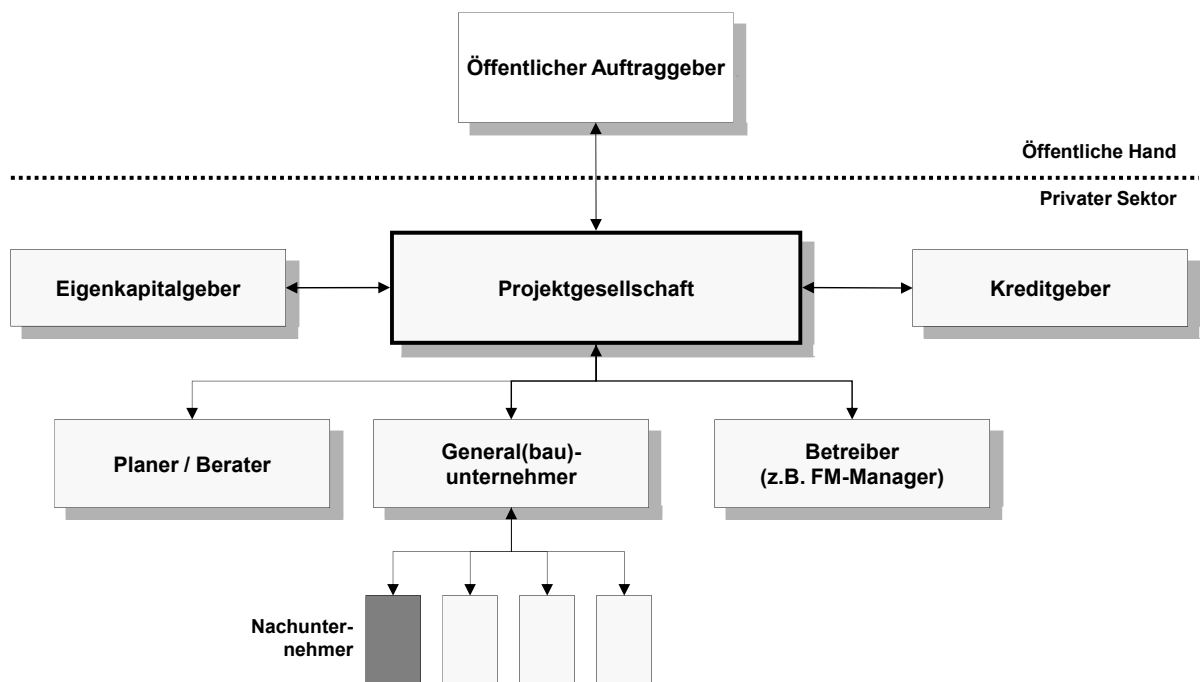 Öffentlicher Auftraggeber
Öffentliche Hand
Privater Sektor
Eigenkapitalgeber
Projektgesellschaft
Kreditgeber
Planer / Berater
General(bau)-
unternehmer
Betreiber
(z.B. FM-Manager)
Nachunter-
nehmer